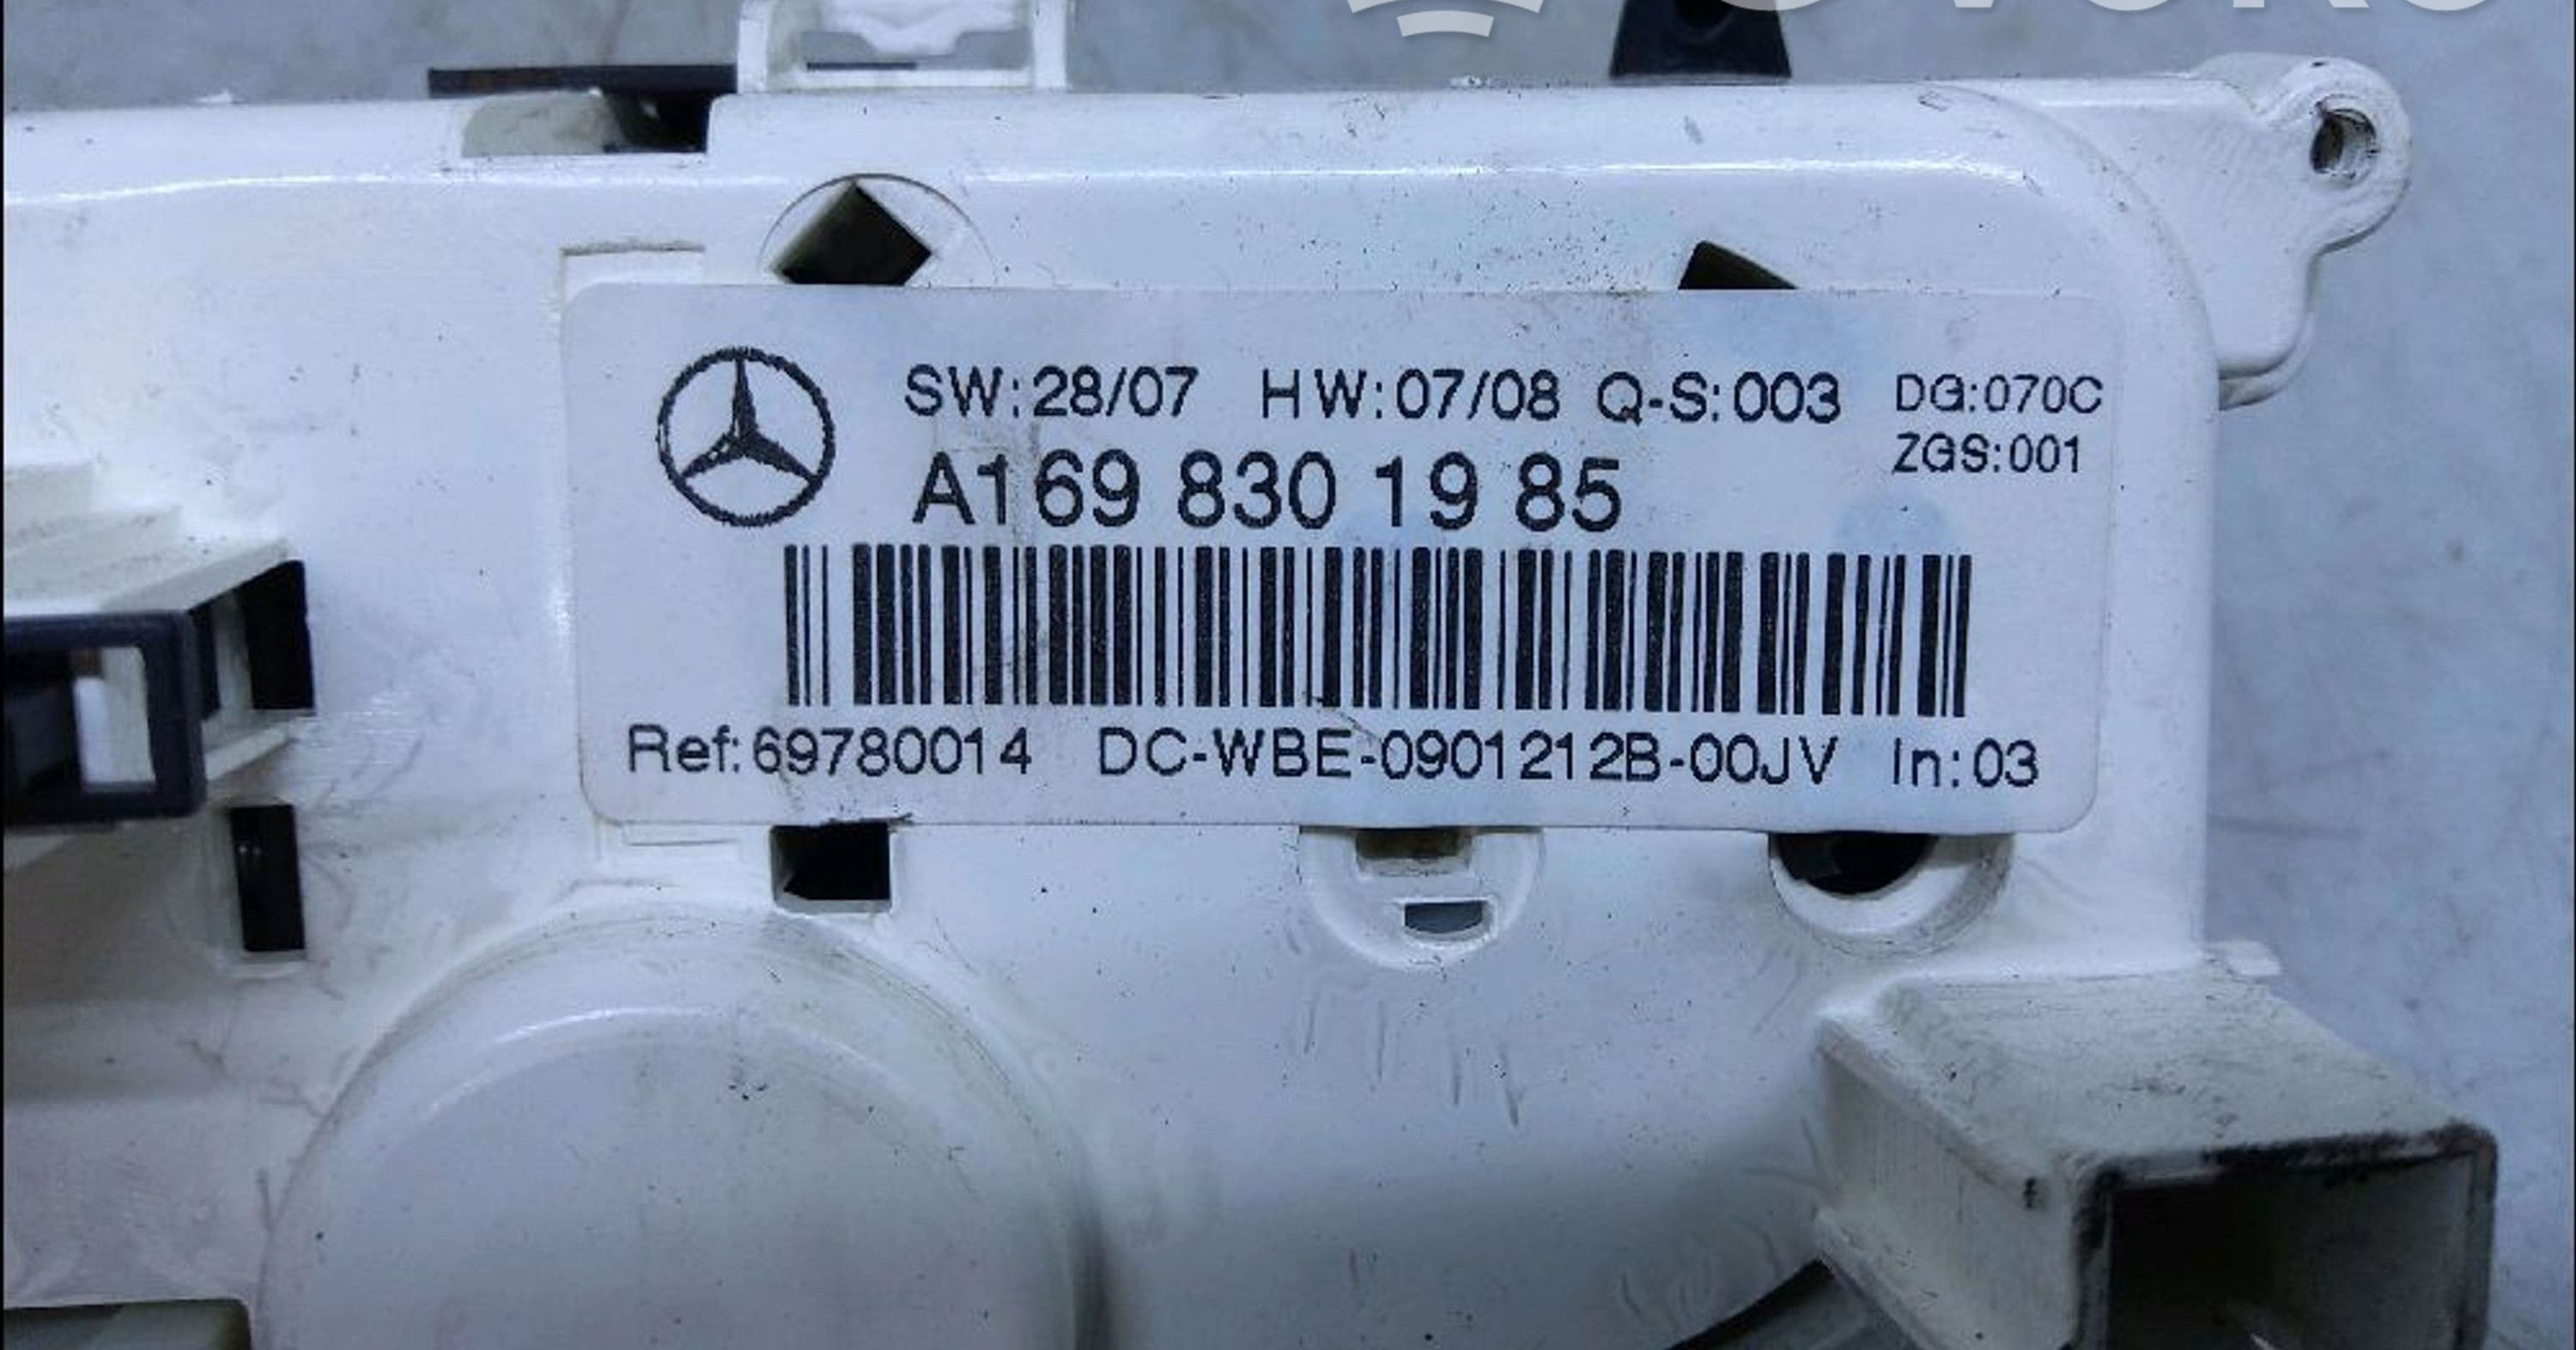 SW:28/07 HW:07/08 Q-S:003 DG:070C
ZGS:001
A169 830 19 85
Ref:69780014 DC-WBE-0901212B-00JV In:03